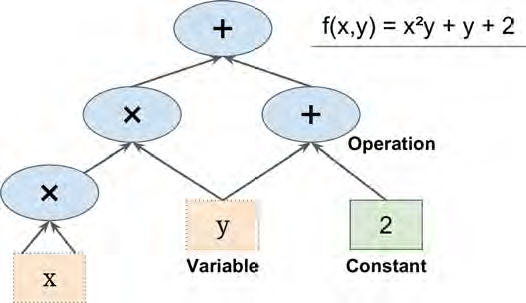 +
f(x,y) = x²y + y + 2
×
+
Operation
×
y
2
Variable
Constant
x